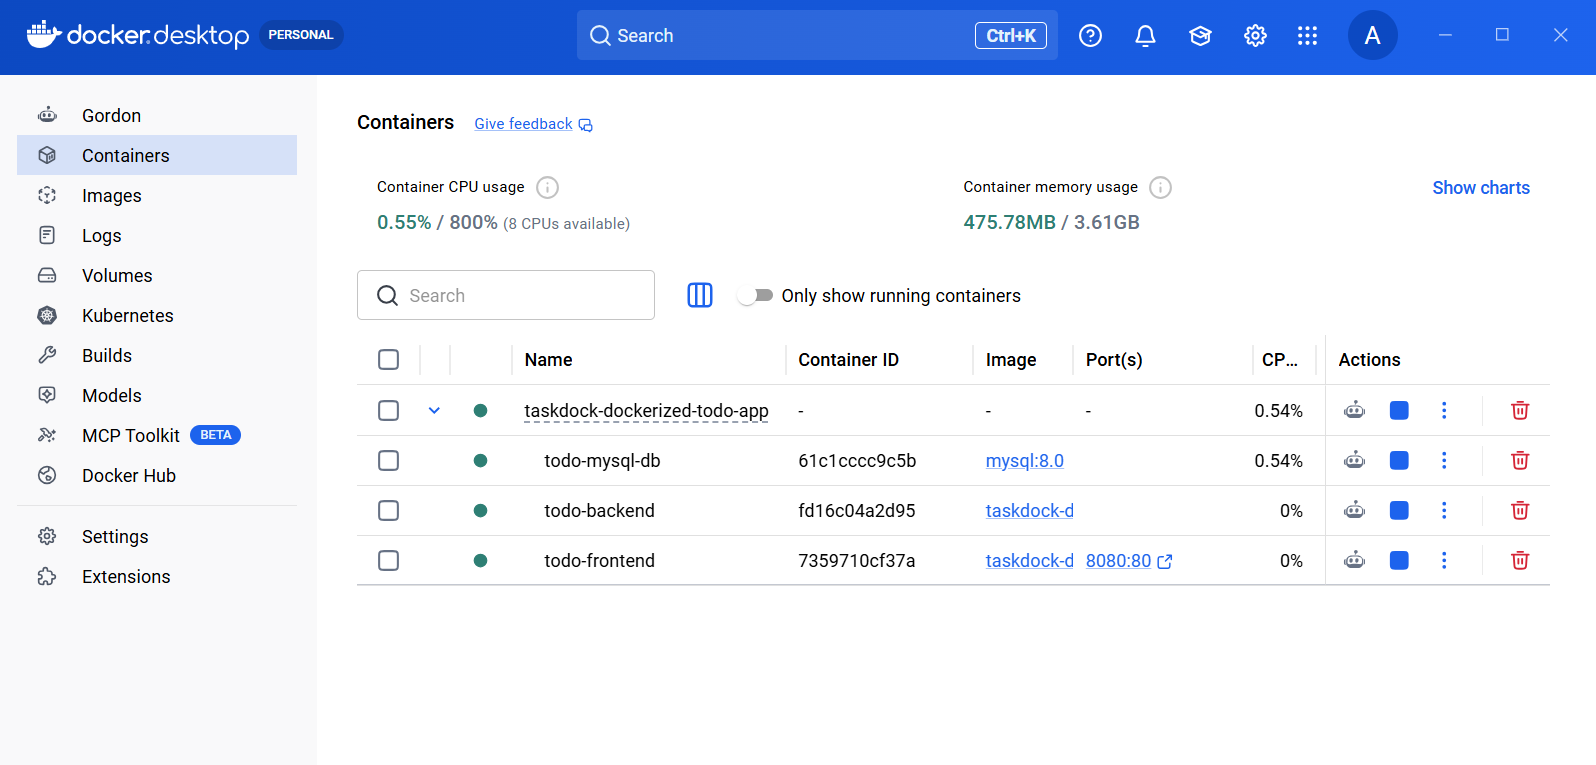 docker.desktop PERSONAL
Search Ctrl+K
A
Gordon
Containers
Images
Logs
Volumes
Kubernetes
Builds
Models
MCP Toolkit BETA
Docker Hub
Settings
Extensions
Containers Give feedback
Container CPU usage
0.55% / 800% (8 CPUs available)
Container memory usage
475.78MB / 3.61GB
Show charts
Search
Only show running containers
Name Container ID Image Port(s) CP... Actions
taskdock-dockerized-todo-app - - - 0.54%
todo-mysql-db 61c1cccc9c5b mysql:8.0 0.54%
todo-backend fd16c04a2d95 taskdock-d 0%
todo-frontend 7359710cf37a taskdock-d 8080:80 0%